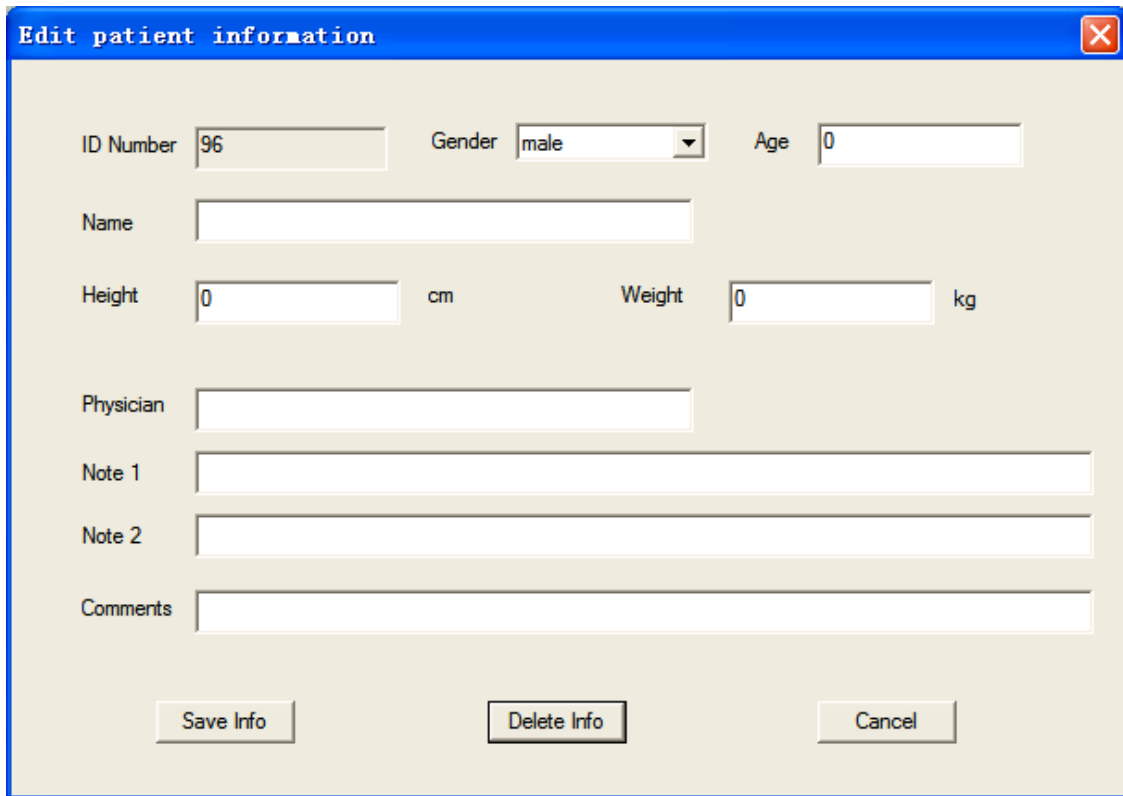 Edit patient information
ID Number 96 Gender male Age 0
Name
Height 0 cm Weight 0 kg
Physician
Note 1
Note 2
Comments
Save Info Delete Info Cancel